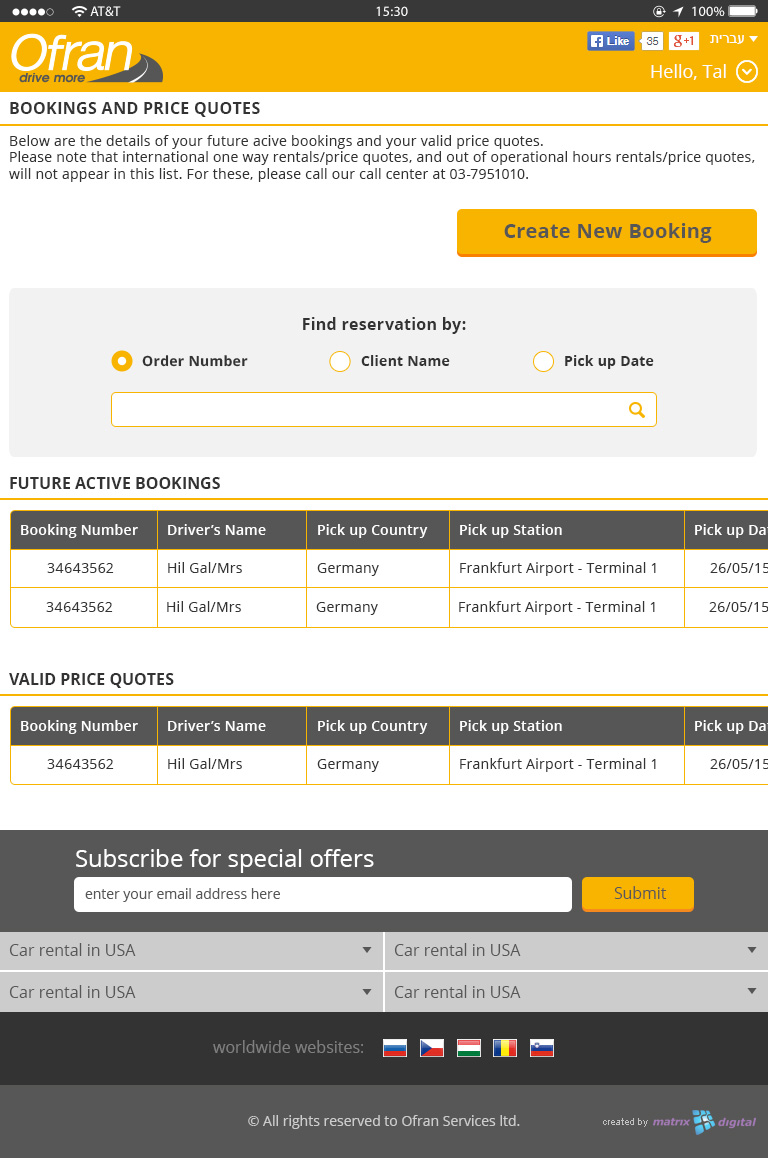 AT&T 15:30 100%
Ofran
drive more
Like 35 g+1 עברית
Hello, Tal
BOOKINGS AND PRICE QUOTES
Below are the details of your future acive bookings and your valid price quotes.
Please note that international one way rentals/price quotes, and out of operational hours rentals/price quotes,
will not appear in this list. For these, please call our call center at 03-7951010.
Create New Booking
Find reservation by:
Order Number Client Name Pick up Date
FUTURE ACTIVE BOOKINGS
Booking Number Driver's Name Pick up Country Pick up Station Pick up Da
34643562 Hil Gal/Mrs Germany Frankfurt Airport - Terminal 1 26/05/15
34643562 Hil Gal/Mrs Germany Frankfurt Airport - Terminal 1 26/05/15
VALID PRICE QUOTES
Booking Number Driver's Name Pick up Country Pick up Station Pick up Da
34643562 Hil Gal/Mrs Germany Frankfurt Airport - Terminal 1 26/05/15
Subscribe for special offers
enter your email address here Submit
Car rental in USA Car rental in USA
Car rental in USA Car rental in USA
worldwide websites:
© All rights reserved to Ofran Services ltd. created by matrix digital